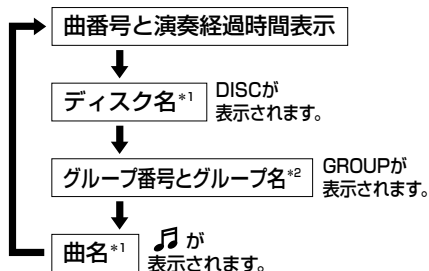 曲番号と演奏経過時間表示
ディスク名*1
DISCが
表示されます。
グループ番号とグループ名*2
GROUPが
表示されます。
曲名*1
♫が
表示されます。